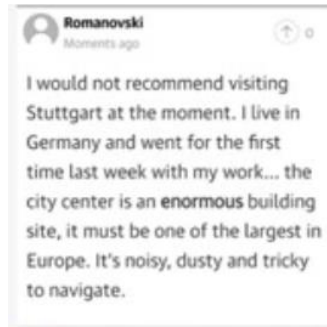 Romanovski
Moments ago
0
I would not recommend visiting
Stuttgart at the moment. I live in
Germany and went for the first
time last week with my work... the
city center is an enormous building
site, it must be one of the largest in
Europe. It's noisy, dusty and tricky
to navigate.